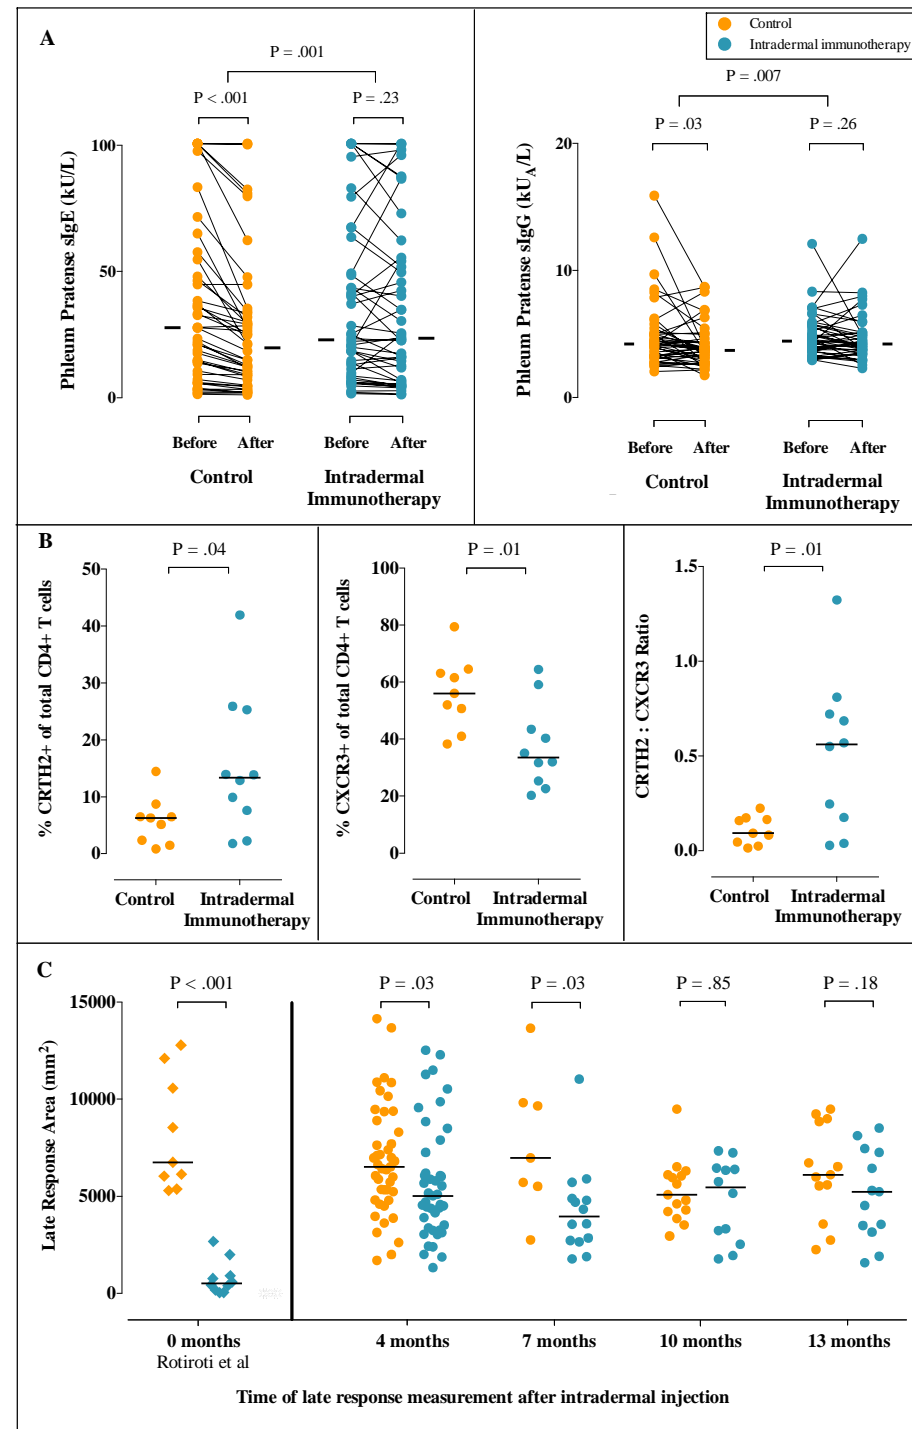 A
Control
Intradermal immunotherapy
P = .001
P < .001
P = .23
Phleum Pratense sIgE (kU/L)
100
50
0
Before
After
Before
After
Control
Intradermal
Immunotherapy
P = .007
P = .03
P = .26
Phleum Pratense sIgG (kUA/L)
20
10
0
Before
After
Before
After
Control
Intradermal
Immunotherapy
B
P = .04
% CRTH2+ of total CD4+ T cells
50
40
30
20
10
0
Control
Intradermal
Immunotherapy
P = .01
% CXCR3+ of total CD4+ T cells
100
80
60
40
20
0
Control
Intradermal
Immunotherapy
P = .01
CRTH2 : CXCR3 Ratio
1.5
1.0
0.5
0.0
Control
Intradermal
Immunotherapy
C
P < .001
P = .03
P = .03
P = .85
P = .18
Late Response Area (mm²)
15000
10000
5000
0
0 months
Rotiroti et al
4 months
7 months
10 months
13 months
Time of late response measurement after intradermal injection